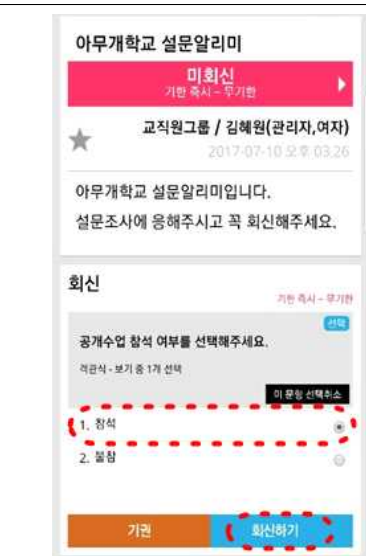 아무개학교 설문알리미
미회신
기한 즉시 ~ 무기한
교직원그룹 / 김혜원(관리자,여자)
2017-07-10 오후 03:26
아무개학교 설문알리미입니다.
설문조사에 응해주시고 꼭 회신해주세요.
회신
기한 즉시 ~ 무기한
선택
공개수업 참석 여부를 선택해주세요.
객관식 - 보기 중 1개 선택
이 문항 선택취소
1. 참석
2. 불참
기권
회신하기